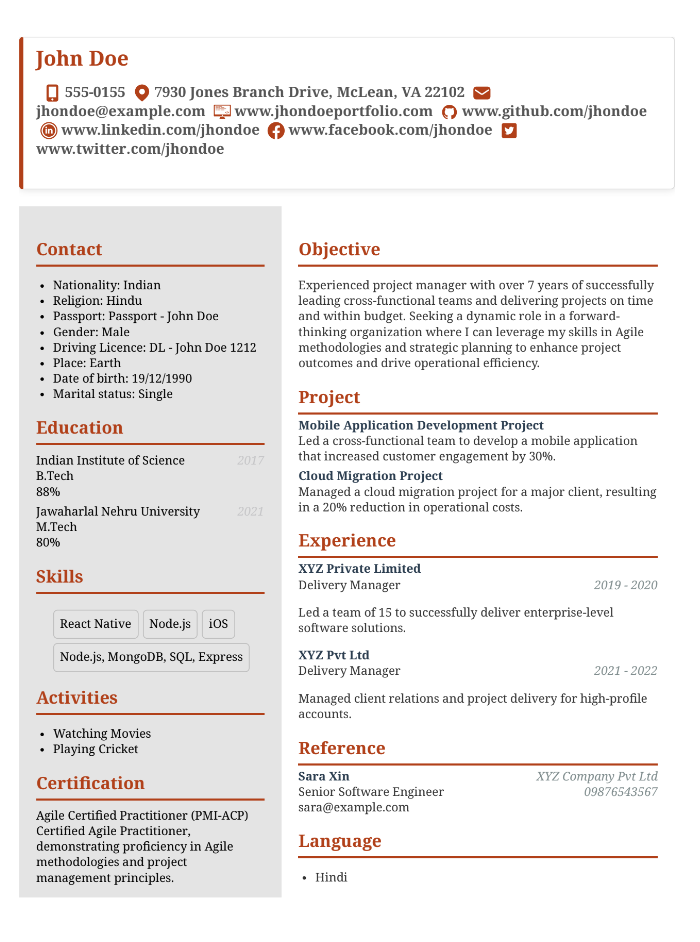 John Doe
555-0155 7930 Jones Branch Drive, McLean, VA 22102
jhondoe@example.com www.jhondoeportfolio.com www.github.com/jhondoe
www.linkedin.com/jhondoe www.facebook.com/jhondoe
www.twitter.com/jhondoe
Contact
• Nationality: Indian
• Religion: Hindu
• Passport: Passport - John Doe
• Gender: Male
• Driving Licence: DL - John Doe 1212
• Place: Earth
• Date of birth: 19/12/1990
• Marital status: Single
Education
Indian Institute of Science 2017
B.Tech
88%
Jawaharlal Nehru University 2021
M.Tech
80%
Skills
React Native Node.js iOS
Node.js, MongoDB, SQL, Express
Activities
• Watching Movies
• Playing Cricket
Certification
Agile Certified Practitioner (PMI-ACP)
Certified Agile Practitioner,
demonstrating proficiency in Agile
methodologies and project
management principles.
Objective
Experienced project manager with over 7 years of successfully
leading cross-functional teams and delivering projects on time
and within budget. Seeking a dynamic role in a forward-
thinking organization where I can leverage my skills in Agile
methodologies and strategic planning to enhance project
outcomes and drive operational efficiency.
Project
Mobile Application Development Project
Led a cross-functional team to develop a mobile application
that increased customer engagement by 30%.
Cloud Migration Project
Managed a cloud migration project for a major client, resulting
in a 20% reduction in operational costs.
Experience
XYZ Private Limited
Delivery Manager 2019 - 2020
Led a team of 15 to successfully deliver enterprise-level
software solutions.
XYZ Pvt Ltd
Delivery Manager 2021 - 2022
Managed client relations and project delivery for high-profile
accounts.
Reference
Sara Xin XYZ Company Pvt Ltd
Senior Software Engineer 09876543567
sara@example.com
Language
• Hindi